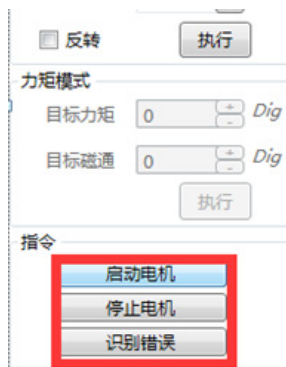 反转 执行
力矩模式
目标力矩 0 + - Dig
目标磁通 0 + - Dig
执行
指令
启动电机
停止电机
识别错误